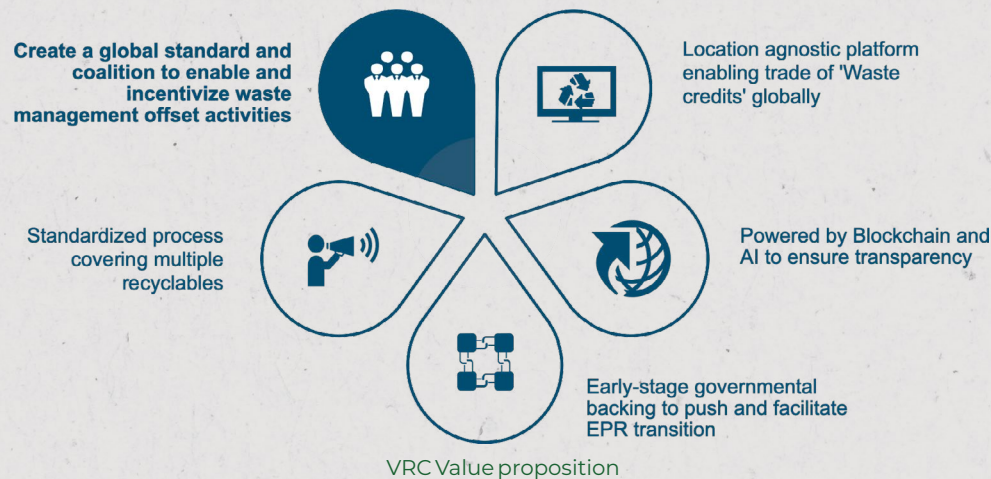 Create a global standard and
coalition to enable and
incentivize waste
management offset activities
Location agnostic platform
enabling trade of 'Waste
credits' globally
Standardized process
covering multiple
recyclables
Powered by Blockchain and
AI to ensure transparency
Early-stage governmental
backing to push and facilitate
EPR transition
VRC Value proposition